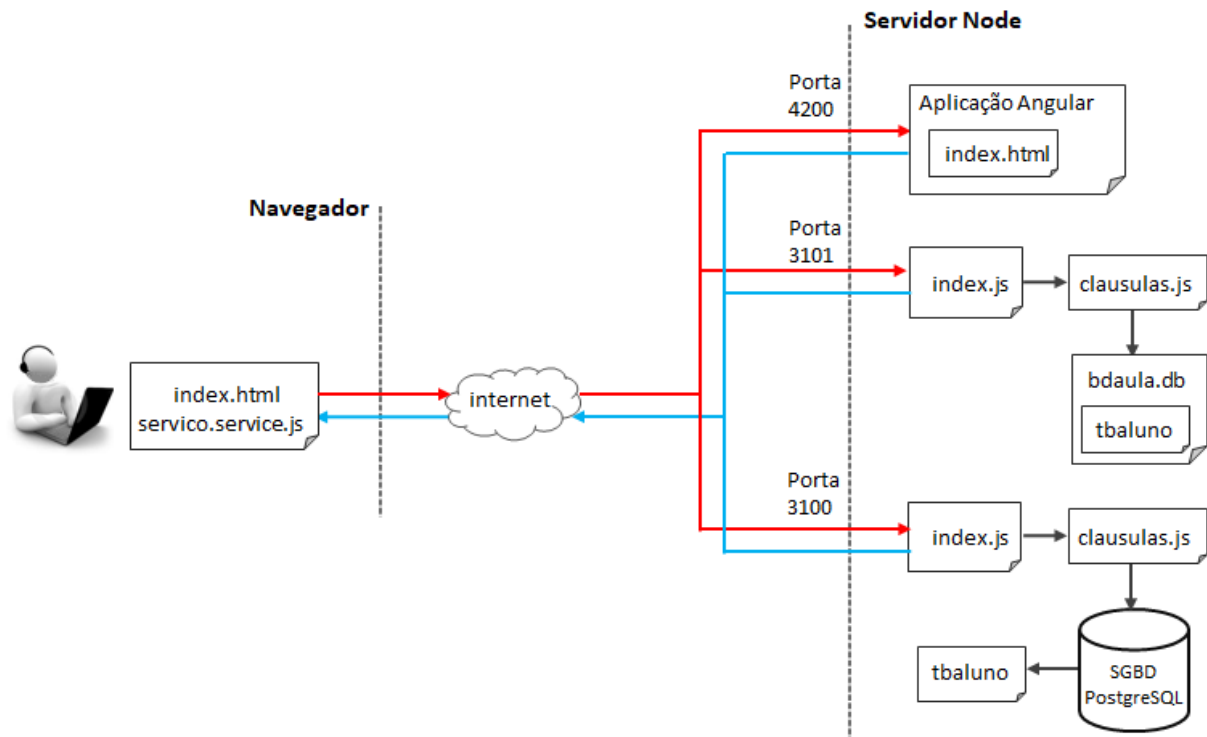 Servidor Node
Porta
4200
Aplicação Angular
index.html
Navegador
Porta
3101
index.js
clausulas.js
index.html
servico.service.js
internet
bdaula.db
tbaluno
Porta
3100
index.js
clausulas.js
tbaluno
SGBD
PostgreSQL